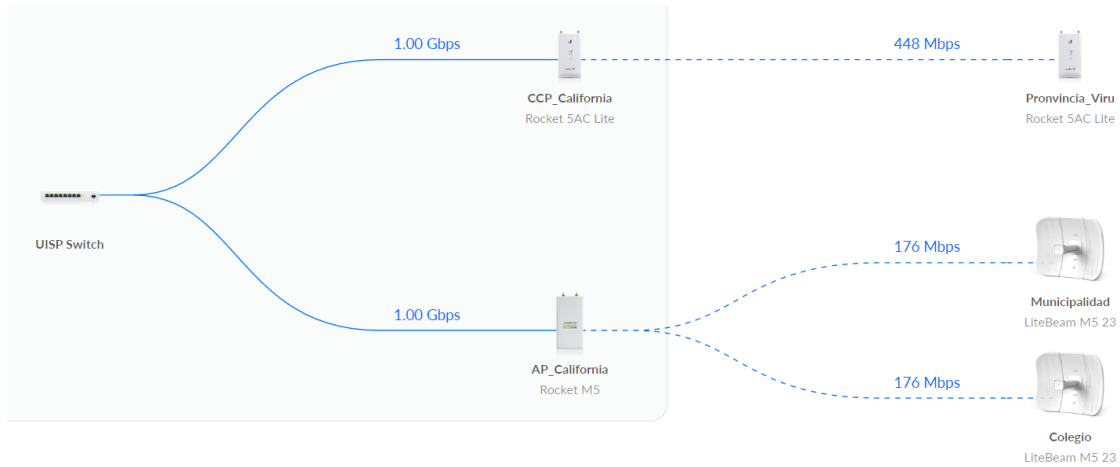 1.00 Gbps
448 Mbps
CCP_California
Rocket 5AC Lite
Pronvincia_Viru
Rocket 5AC Lite
UISP Switch
176 Mbps
Municipalidad
LiteBeam M5 23
1.00 Gbps
AP_California
Rocket M5
176 Mbps
Colegio
LiteBeam M5 23